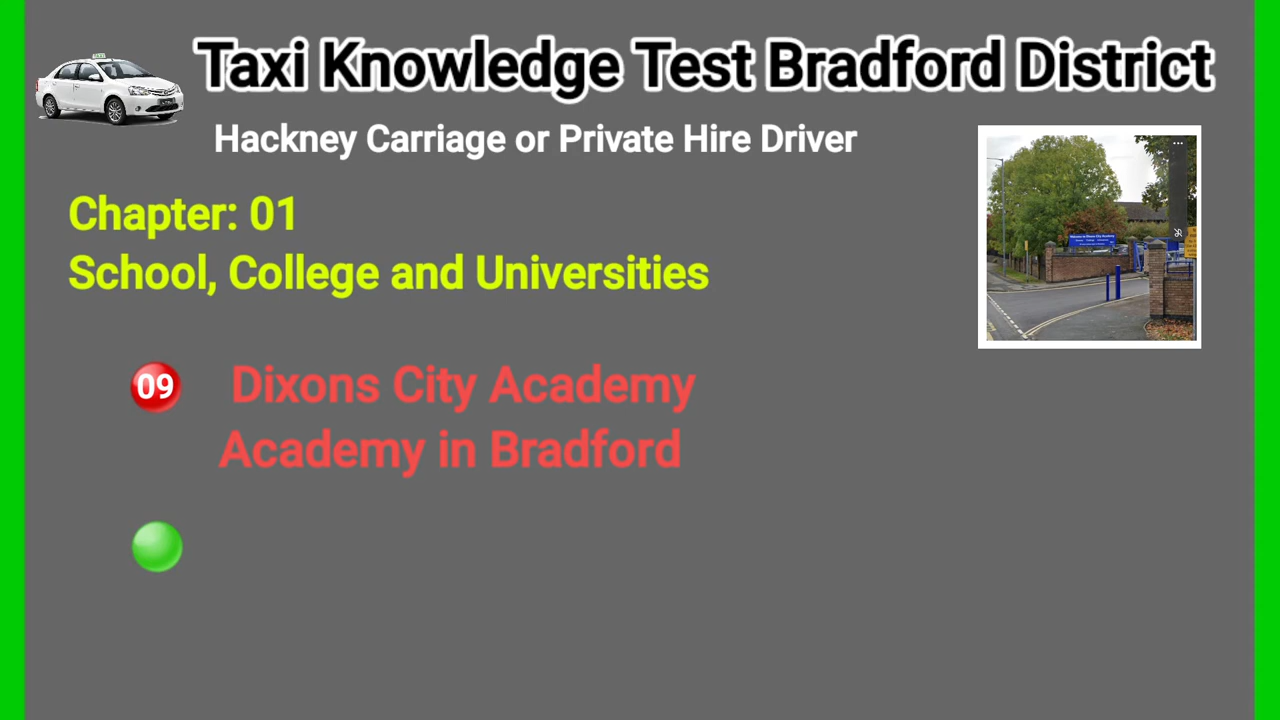 Taxi Knowledge Test Bradford District
Hackney Carriage or Private Hire Driver
Chapter: 01
School, College and Universities
09 Dixons City Academy
Academy in Bradford